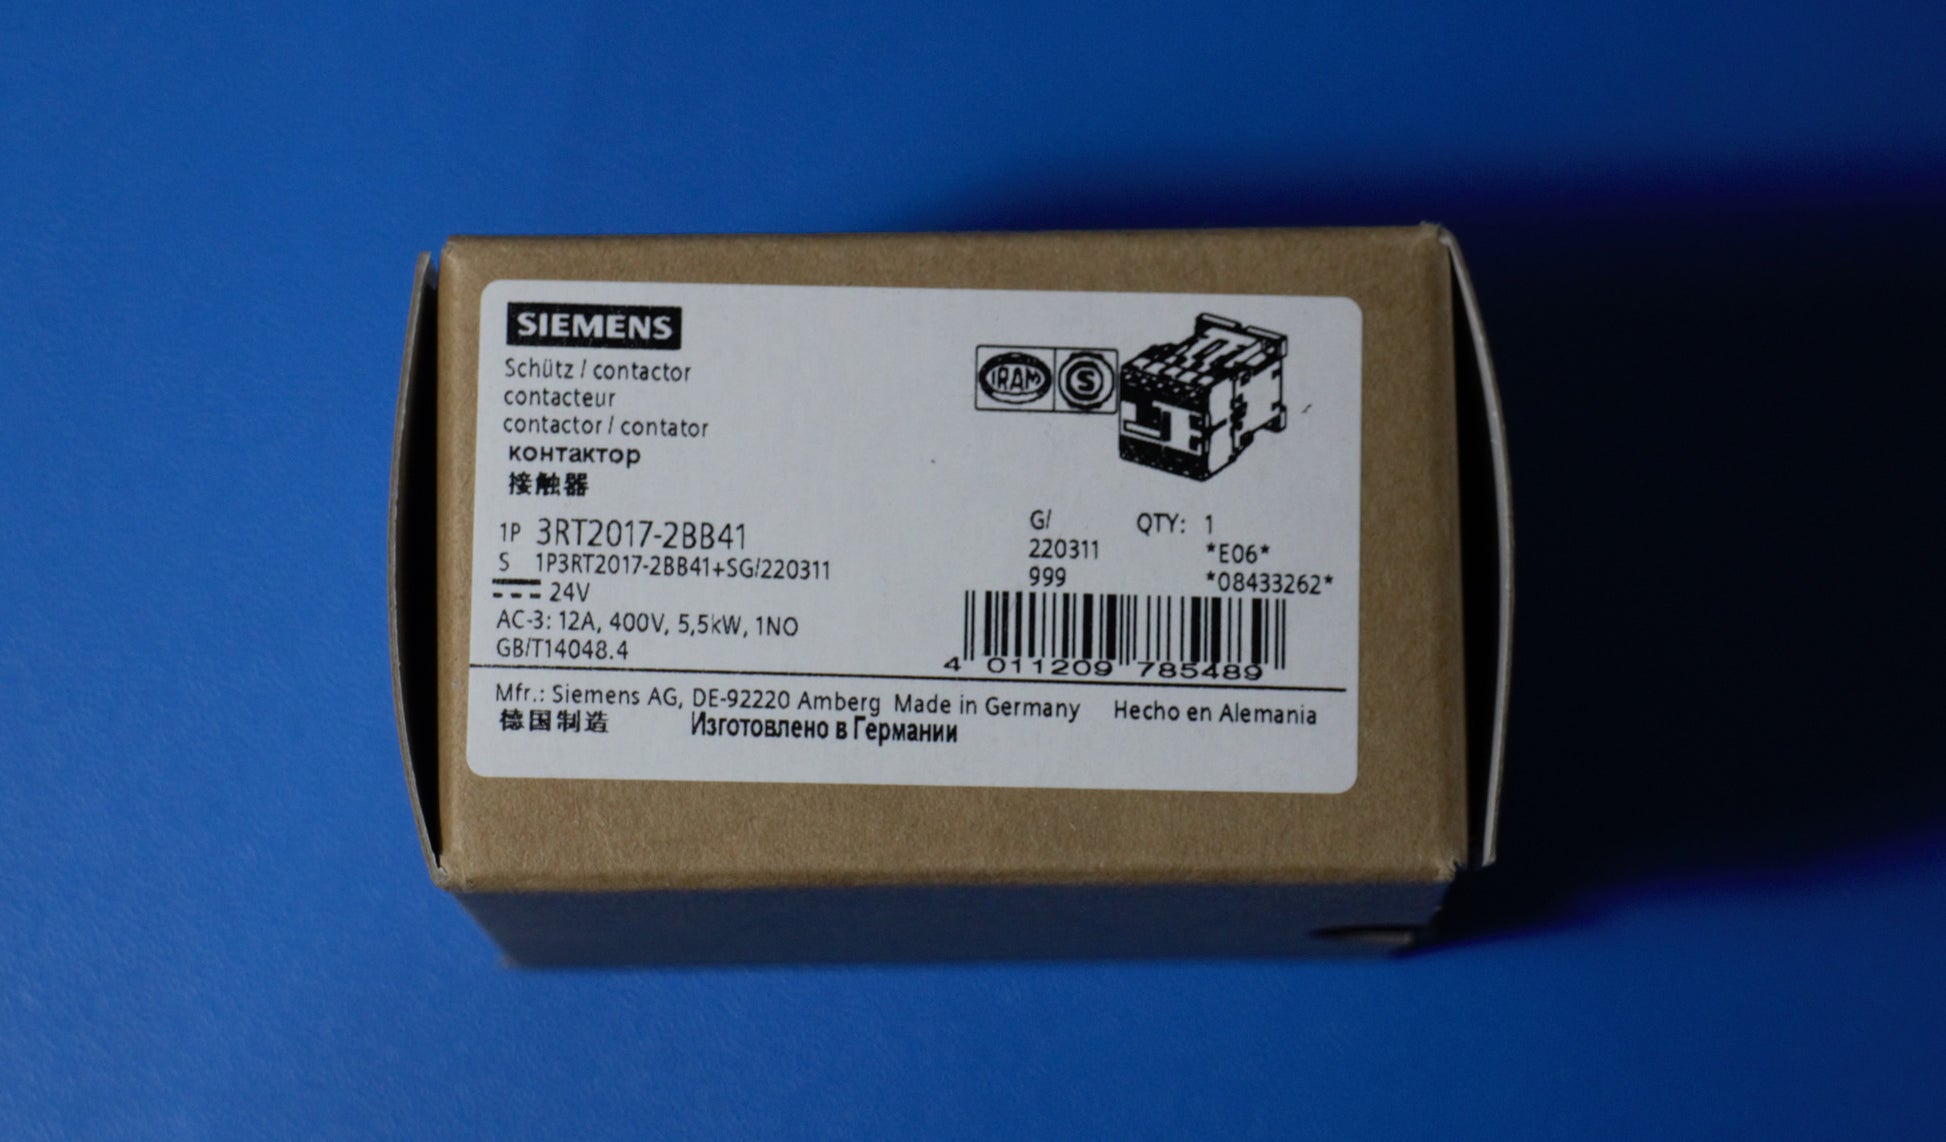 SIEMENS
Schütz / contactor
contacteur
contactor / contator
контактор
接触器
IRAM S
1P 3RT2017-2BB41
S 1P3RT2017-2BB41+SG/220311
24V
AC-3: 12A, 400V, 5,5kW, 1NO
GB/T14048.4
G/ QTY: 1
220311 *E06*
999 *08433262*
4 011209 785489
Mfr.: Siemens AG, DE-92220 Amberg Made in Germany Hecho en Alemania
德国制造 Изготовлено в Германии